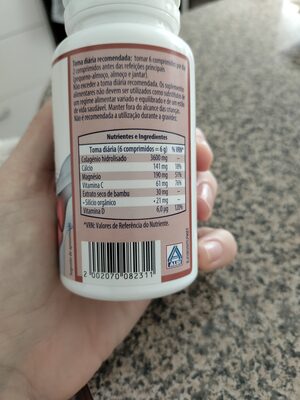 Toma diária recomendada: tomar 6 comprimidos por dia
2 comprimidos antes das refeições principais
(pequeno-almoço, almoço e jantar).
Não exceder a toma diária recomendada. Os suplementos
alimentares não devem ser utilizados como substitutos de
um regime alimentar variado e equilibrado e de um estilo
de vida saudável. Manter fora do alcance das crianças.
Não é recomendada a utilização durante a gravidez.
Nutrientes e Ingredientes
Toma diária (6 comprimidos = 6 g) % VRN*
Colagénio hidrolisado 3600 mg –
Cálcio 141 mg 18%
Magnésio 190 mg 51%
Vitamina C 61 mg 76%
Extrato seco de bambu 30 mg –
- Silício orgânico 21 mg –
Vitamina D 6,0 µg 120%
*VRN: Valores de Referência do Nutriente.
2 002070 082311
ALDI